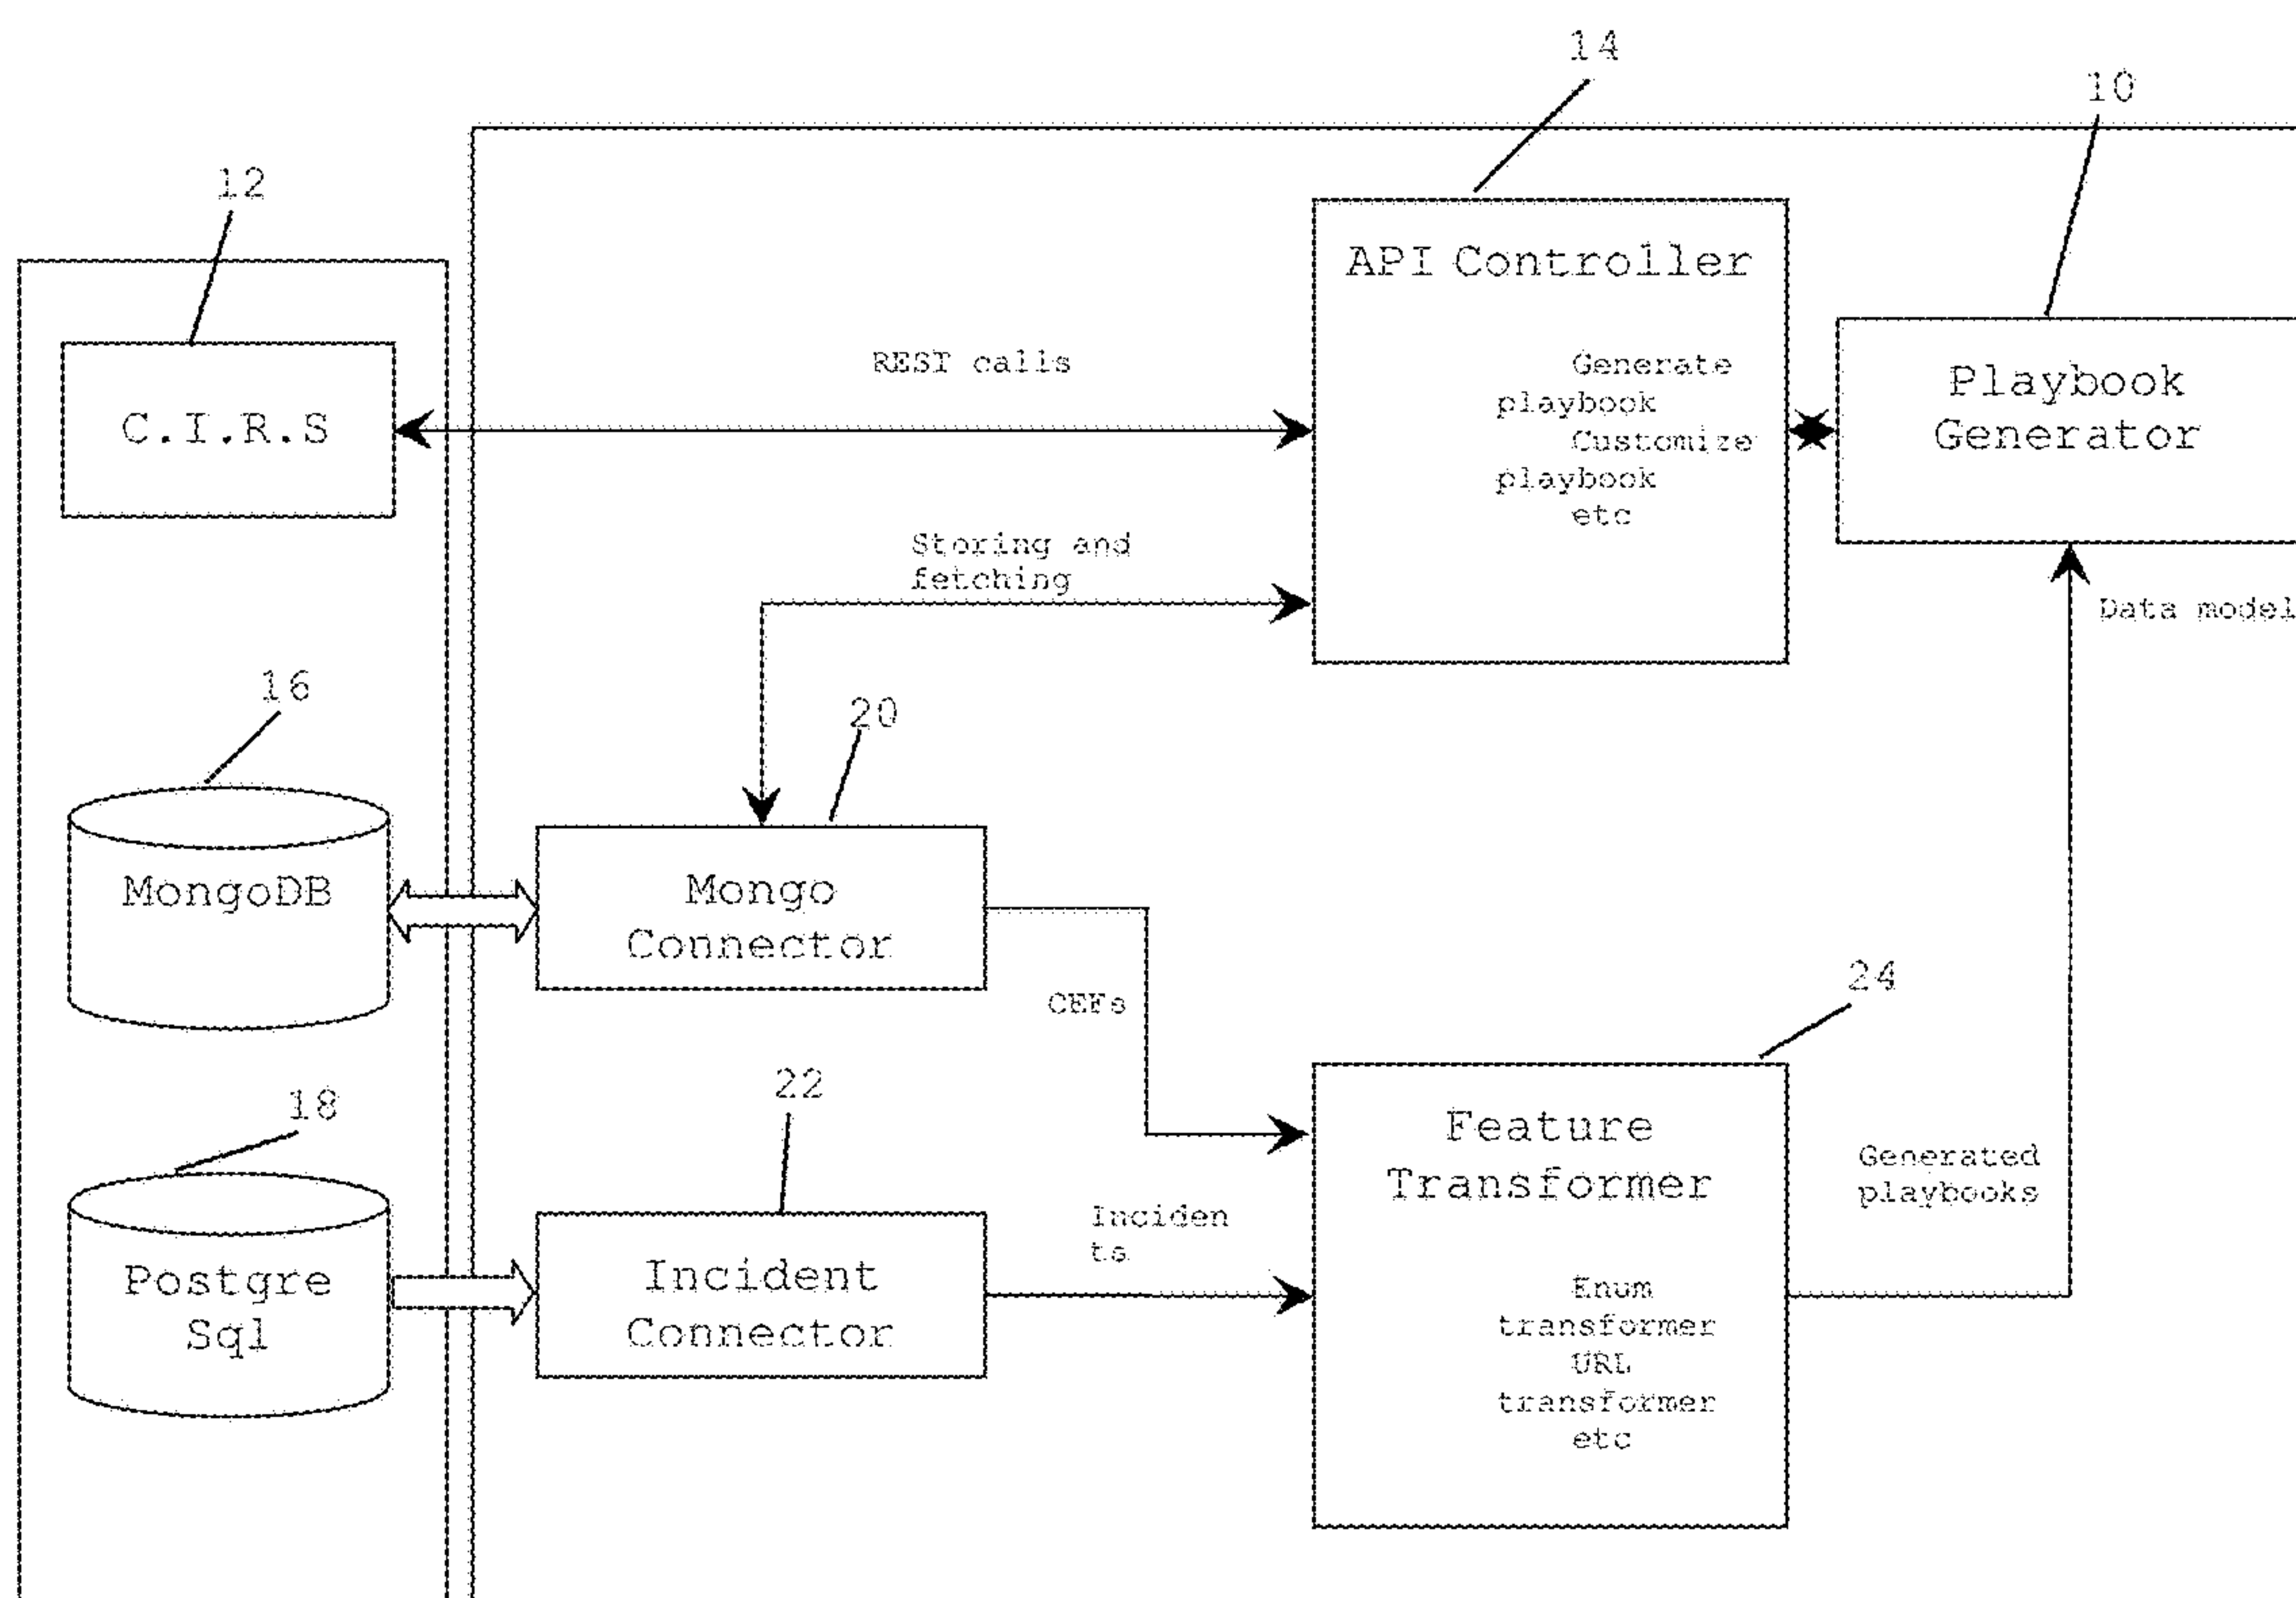 14
10
12
API Controller
Generate
playbook
Customize
playbook
etc
Playbook
Generator
REST calls
C.I.R.S
Storing and
fetching
Data model
16
20
MongoDB
Mongo
Connector
CEFs
24
18
22
Feature
Transformer
Generated
playbooks
Inciden
ts
Postgre
Sql
Incident
Connector
Enum
transformer
URL
transformer
etc